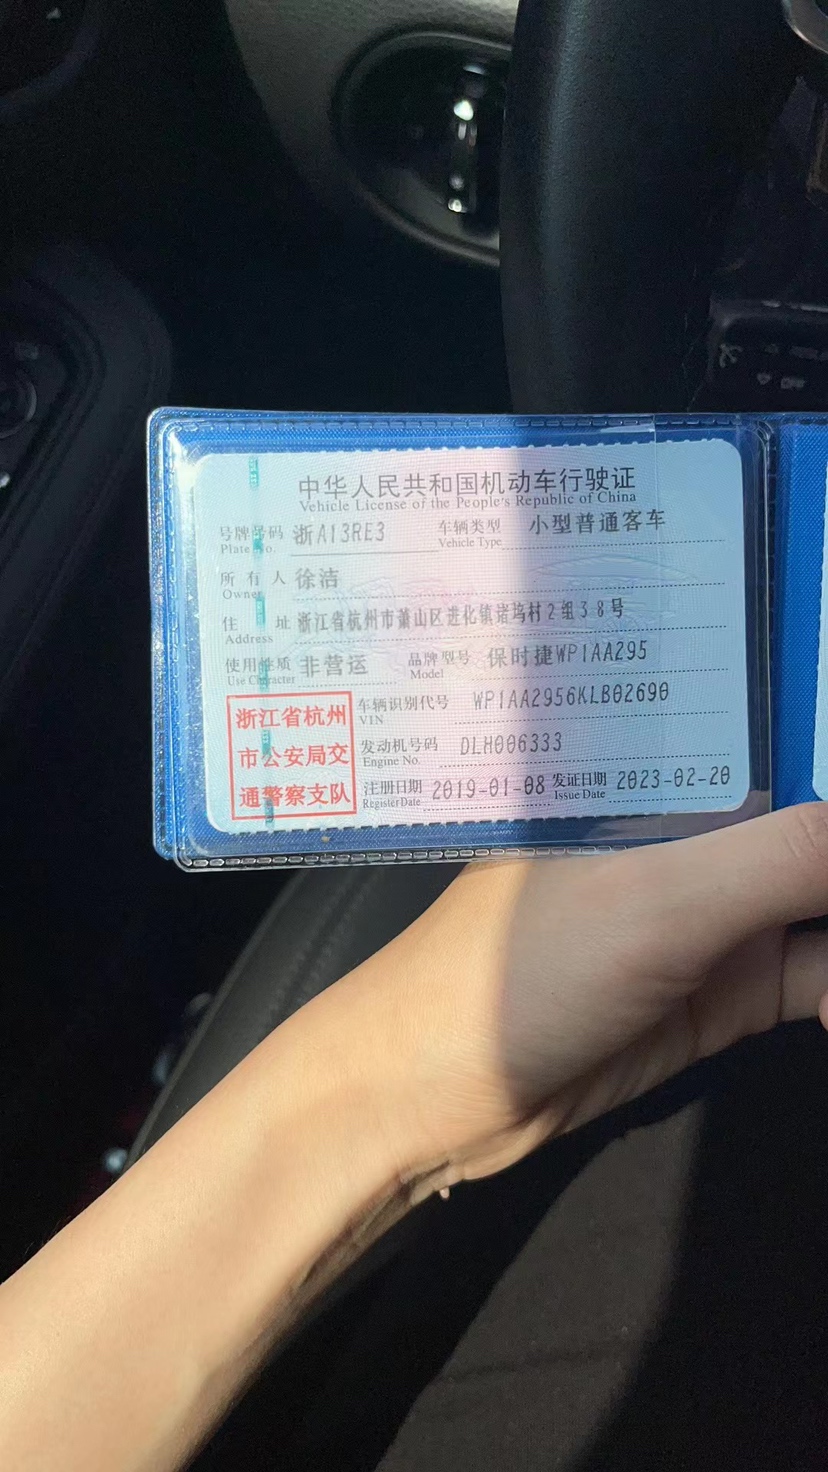 中华人民共和国机动车行驶证
Vehicle License of the People's Republic of China
号牌号码 浙A13RE3 车辆类型 小型普通客车
Plate No. Vehicle Type
所有人 徐洁
Owner
住址 浙江省杭州市萧山区进化镇诸坞村2组38号
Address
使用性质 非营运 品牌型号 保时捷WP1AA295
Use Character Model
浙江省杭州
市公安局交
通警察支队
车辆识别代号 WP1AA2956KLB02690
VIN
发动机号码 DLH006333
Engine No.
注册日期 2019-01-08 发证日期 2023-02-20
Register Date Issue Date